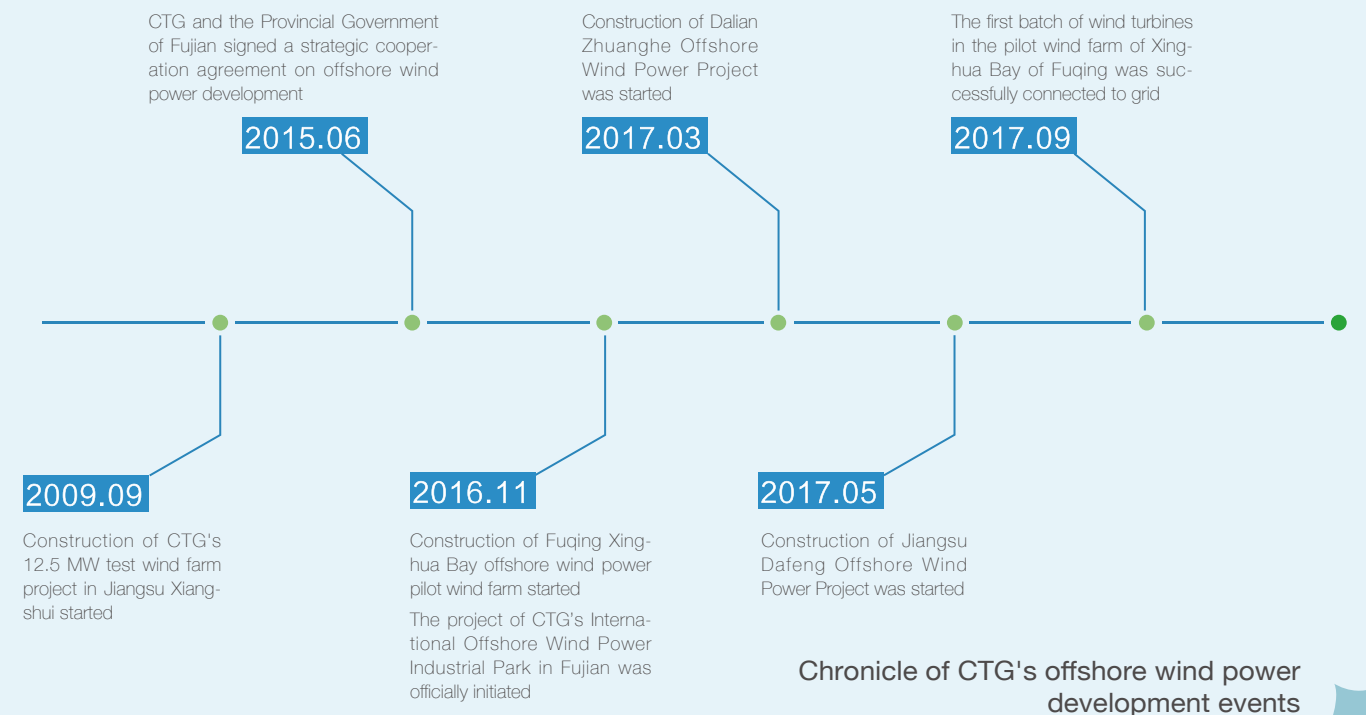 CTG and the Provincial Government
of Fujian signed a strategic cooper-
ation agreement on offshore wind
power development
2015.06
Construction of Dalian
Zhuanghe Offshore
Wind Power Project
was started
2017.03
The first batch of wind turbines
in the pilot wind farm of Xing-
hua Bay of Fuqing was suc-
cessfully connected to grid
2017.09
2009.09
Construction of CTG's
12.5 MW test wind farm
project in Jiangsu Xiang-
shui started
2016.11
Construction of Fuqing Xing-
hua Bay offshore wind power
pilot wind farm started
The project of CTG's Interna-
tional Offshore Wind Power
Industrial Park in Fujian was
officially initiated
2017.05
Construction of Jiangsu
Dafeng Offshore Wind
Power Project was started
Chronicle of CTG's offshore wind power
development events